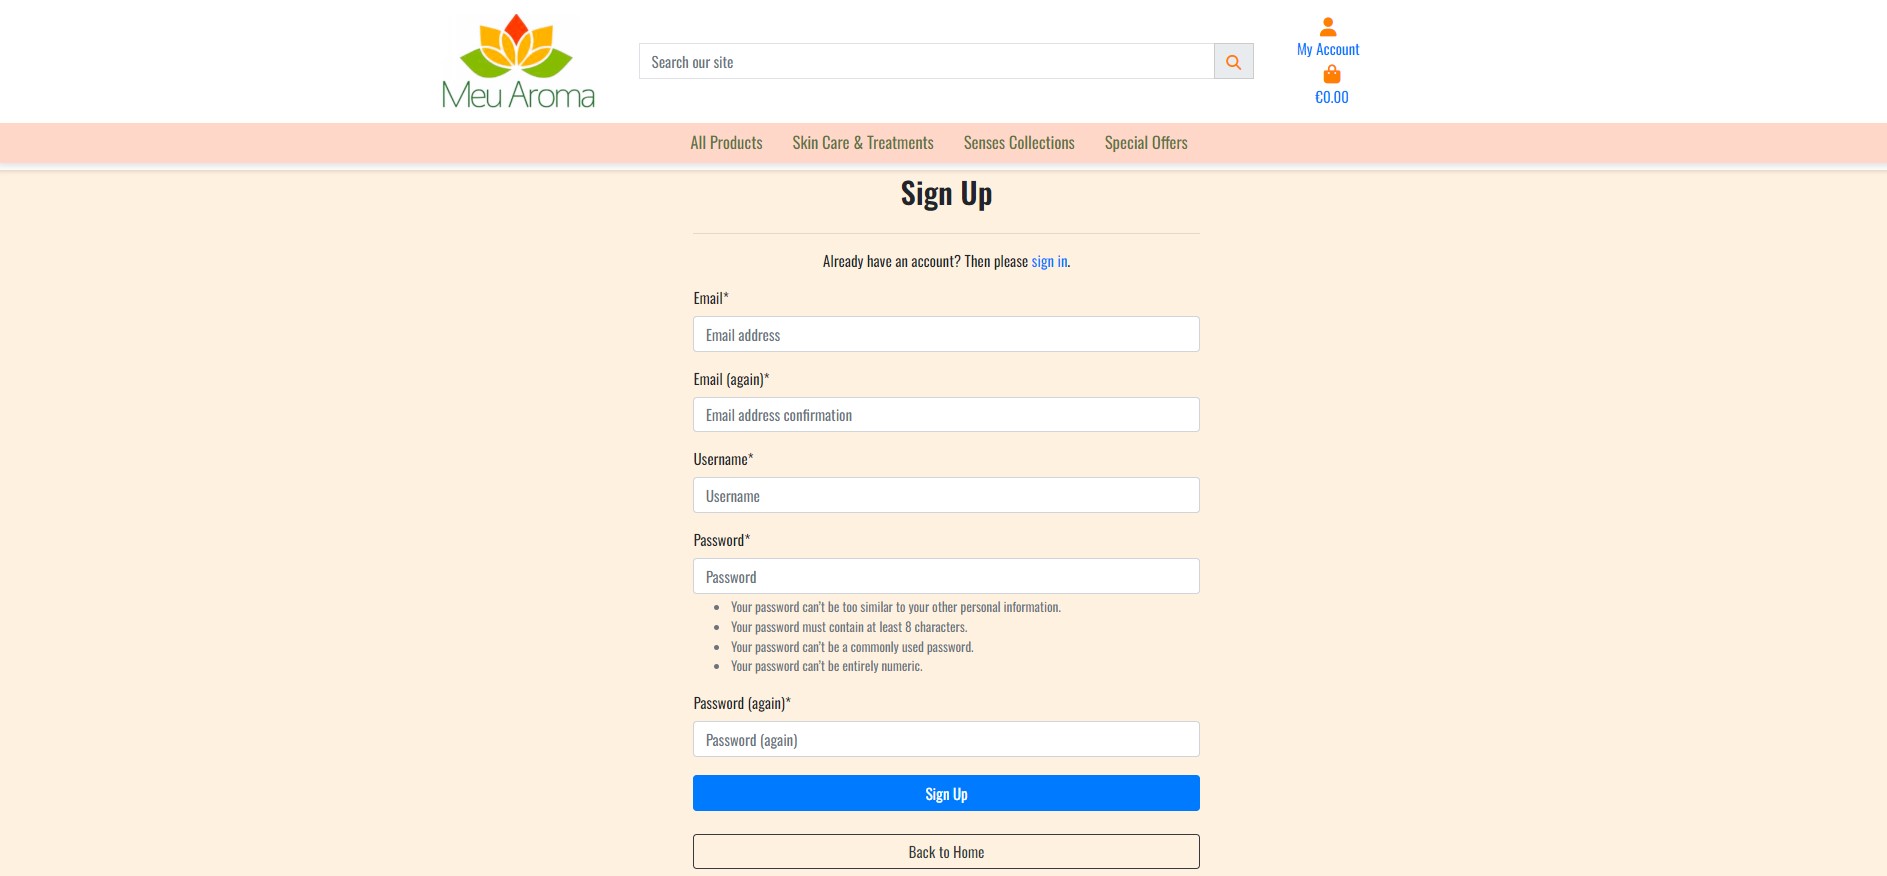 Meu Aroma
Search our site
My Account
€0.00
All Products Skin Care & Treatments Senses Collections Special Offers
Sign Up
Already have an account? Then please sign in.
Email*
Email address
Email (again)*
Email address confirmation
Username*
Username
Password*
Password
• Your password can't be too similar to your other personal information.
• Your password must contain at least 8 characters.
• Your password can't be a commonly used password.
• Your password can't be entirely numeric.
Password (again)*
Password (again)
Sign Up
Back to Home